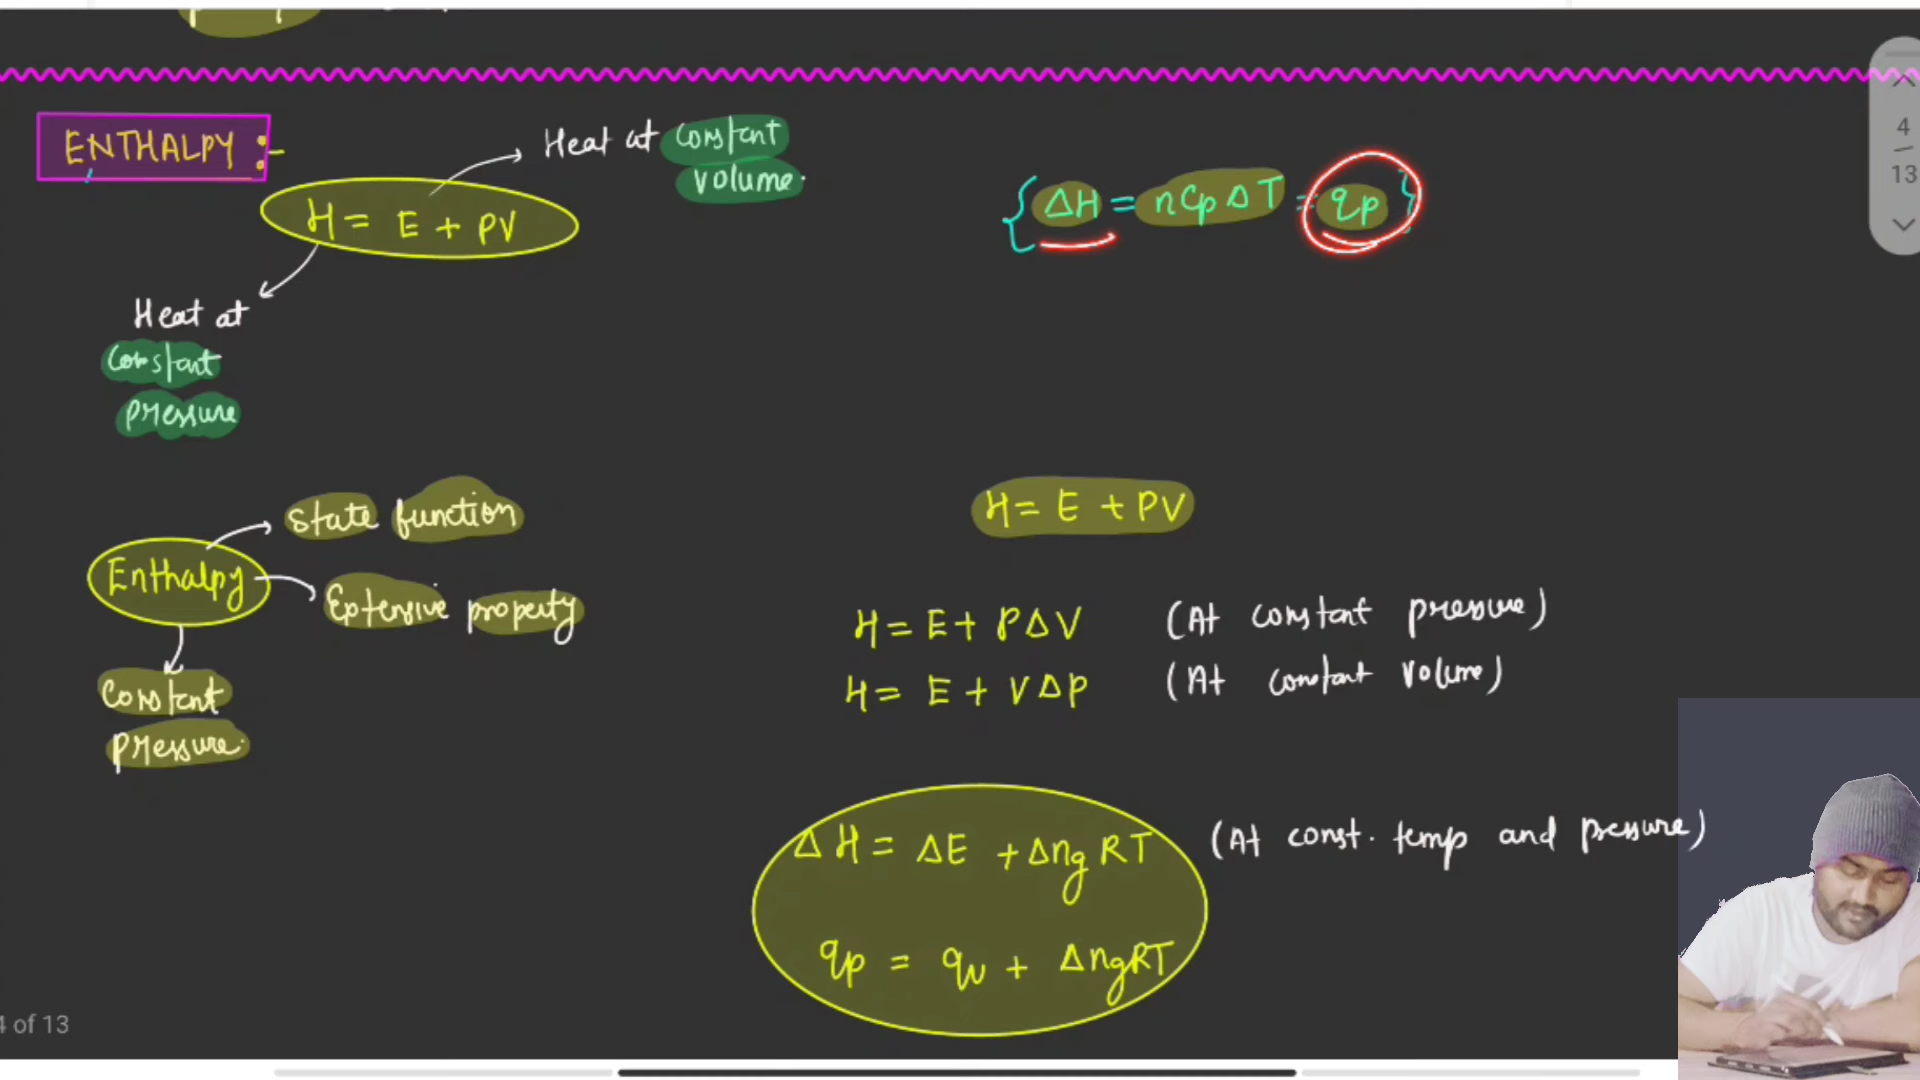 ENTHALPY :-
Heat at constant
volume.
H = E + PV
{ ΔH = nCpΔT = qp }
Heat at
constant
pressure
4
13
State function
Enthalpy
Extensive property
Constant
pressure.
H = E + PV
H = E + PΔV (At constant pressure)
H = E + VΔP (At constant volume)
ΔH = ΔE + Δng RT (At const. temp and pressure)
qp = qv + ΔngRT
4 of 13